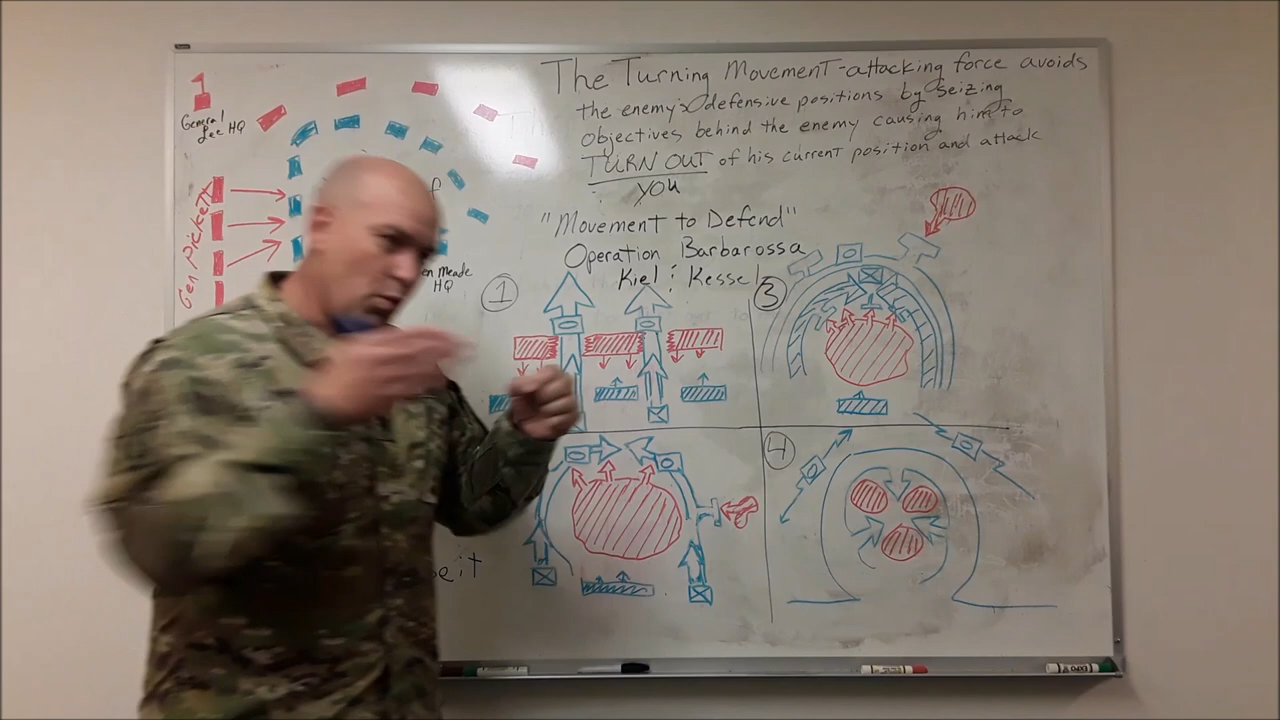 The Turning Movement-attacking force avoids
the enemy's defensive positions by seizing
objectives behind the enemy causing him to
TURN OUT of his current position and attack
you
General
Lee HQ
Gen Pickett
en Meade
HQ
"Movement to Defend"
Operation Barbarossa
Kiel : Kessel
1
3
4
eit